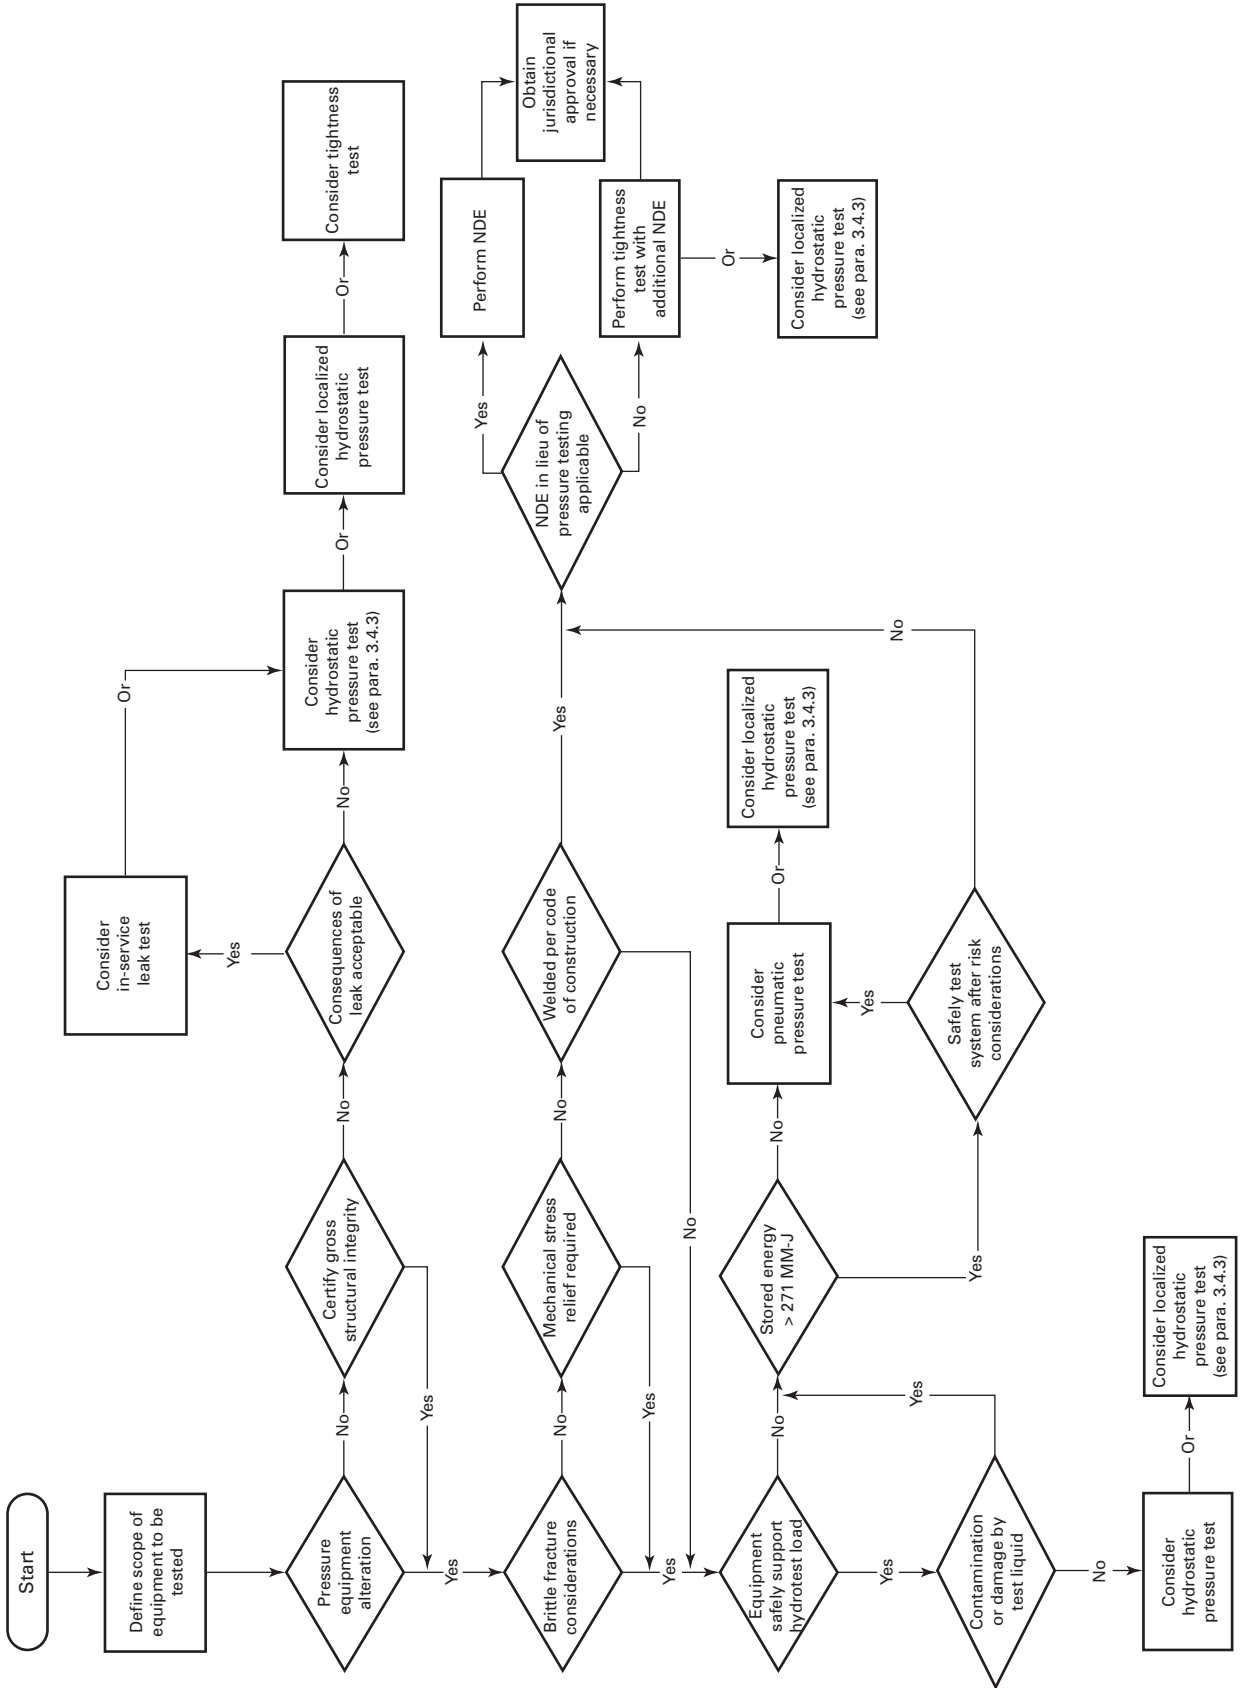 Start
Define scope of
equipment to be
tested
Pressure
equipment
alteration
No
Certify gross
structural integrity
No
Consequences of
leak acceptable
Yes
Consider
in-service
leak test
Or
No
Consider
hydrostatic
pressure test
(see para. 3.4.3)
Or
Consider localized
hydrostatic
pressure test
Or
Consider tightness
test
Yes
Yes
Brittle fracture
considerations
No
Mechanical stress
relief required
No
Welded per code
of construction
Yes
NDE in lieu of
pressure testing
applicable
Yes
Perform NDE
No
Perform tightness
test with
additional NDE
Obtain
jurisdictional
approval if
necessary
Or
Consider localized
hydrostatic
pressure test
(see para. 3.4.3)
Yes
No
Yes
Equipment
safely support
hydrotest load
No
Stored energy
> 271 MM-J
No
Consider
pneumatic
pressure test
Or
Consider localized
hydrostatic
pressure test
(see para. 3.4.3)
Yes
Safely test
system after risk
considerations
Yes
No
Yes
Contamination
or damage by
test liquid
Yes
No
Consider
hydrostatic
pressure test
Or
Consider localized
hydrostatic
pressure test
(see para. 3.4.3)